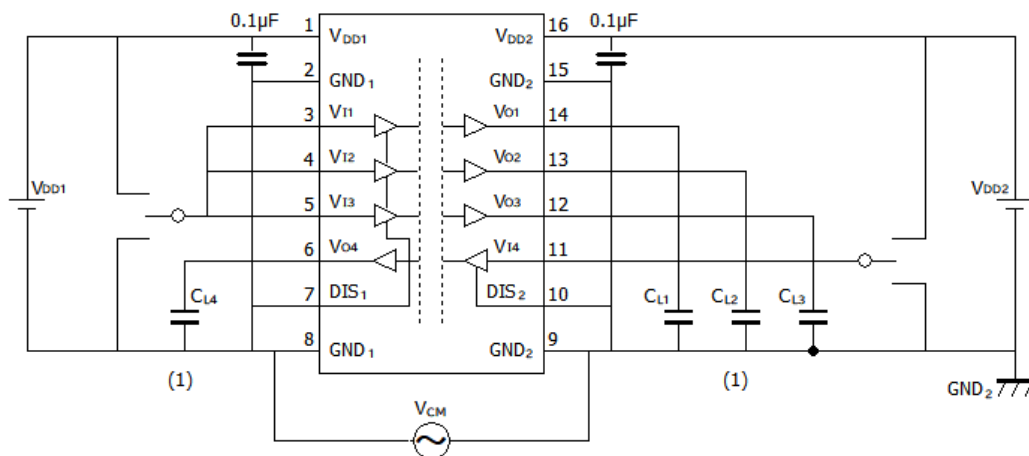 0.1µF
1
VDD1
VDD2
16
0.1µF
2
GND1
GND2
15
3
VI1
VO1
14
4
VI2
VO2
13
VDD1
VDD2
5
VI3
VO3
12
6
VO4
VI4
11
7
DIS1
DIS2
10
CL4
CL1
CL2
CL3
8
GND1
GND2
9
(1)
(1)
GND2
VCM